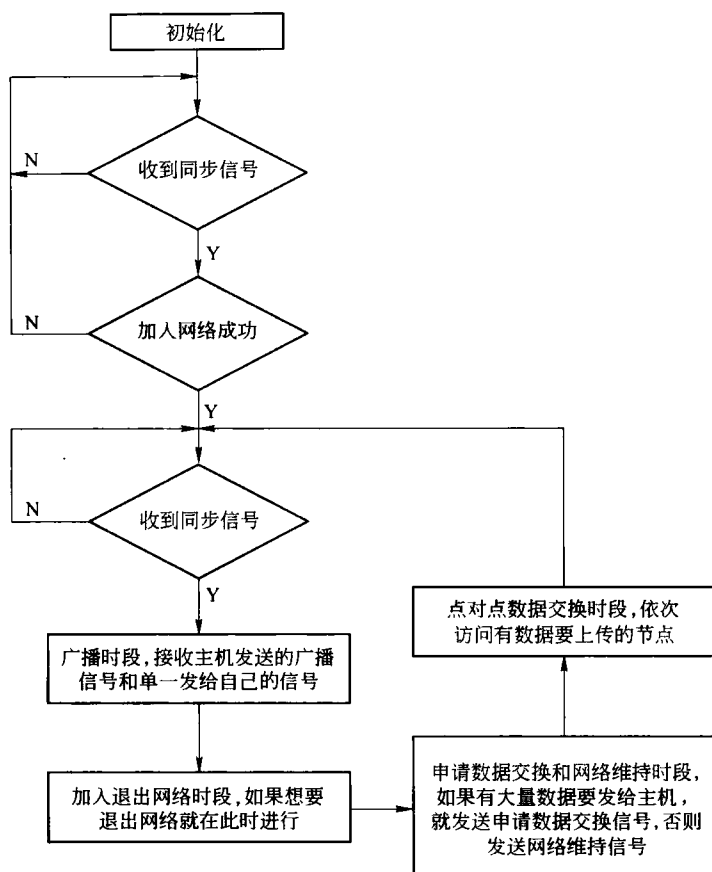 初始化
收到同步信号
N
Y
加入网络成功
N
Y
收到同步信号
N
Y
广播时段，接收主机发送的广播
信号和单一发给自己的信号
加入退出网络时段，如果想要
退出网络就在此时进行
申请数据交换和网络维持时段，
如果有大量数据要发给主机，
就发送申请数据交换信号，否则
发送网络维持信号
点对点数据交换时段，依次
访问有数据要上传的节点